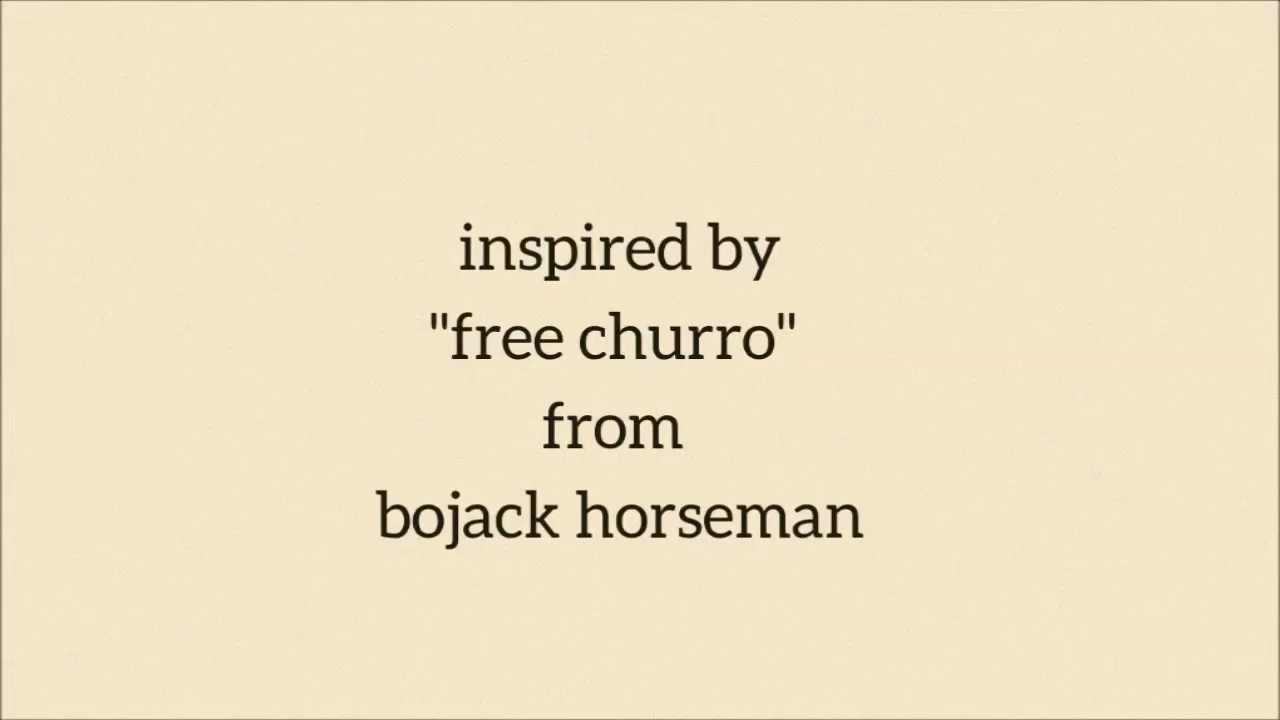 inspired by
"free churro"
from
bojack horseman